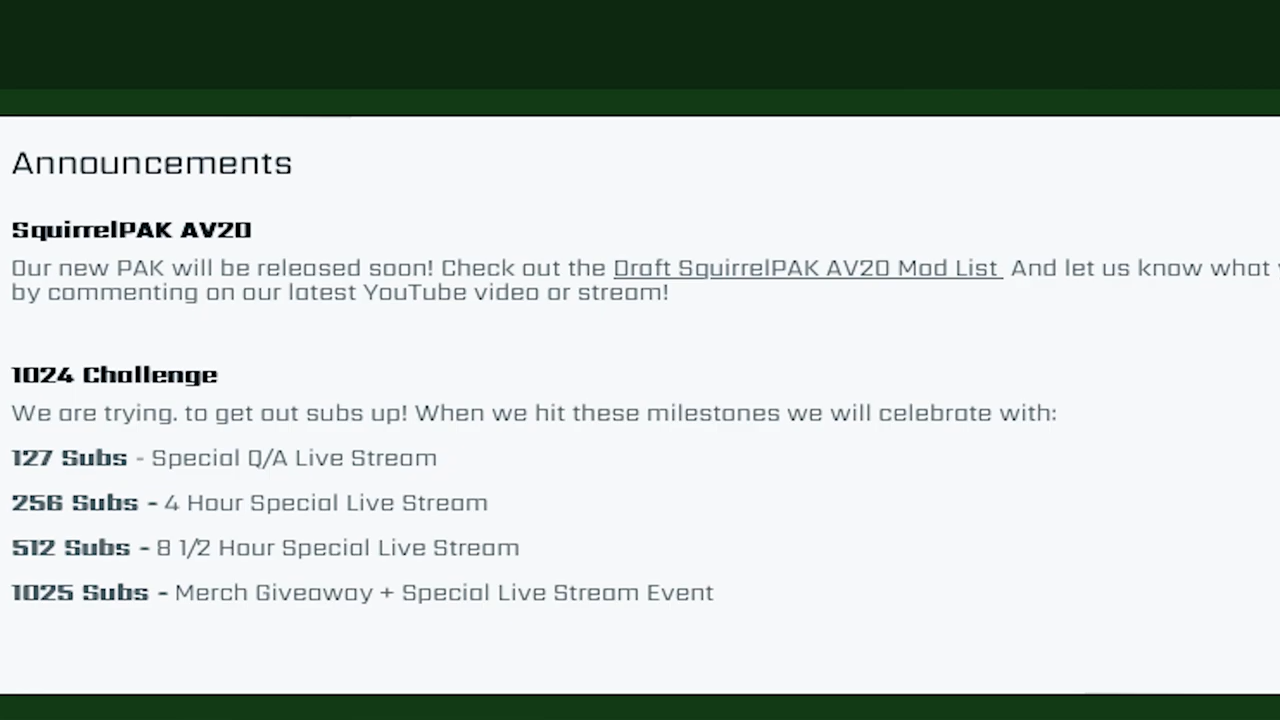 Announcements
SquirrelPAK AV20
Our new PAK will be released soon! Check out the Draft SquirrelPAK AV20 Mod List  And let us know what
by commenting on our latest YouTube video or stream!
1024 Challenge
We are trying. to get out subs up! When we hit these milestones we will celebrate with:
127 Subs - Special Q/A Live Stream
256 Subs - 4 Hour Special Live Stream
512 Subs - 8 1/2 Hour Special Live Stream
1025 Subs - Merch Giveaway + Special Live Stream Event